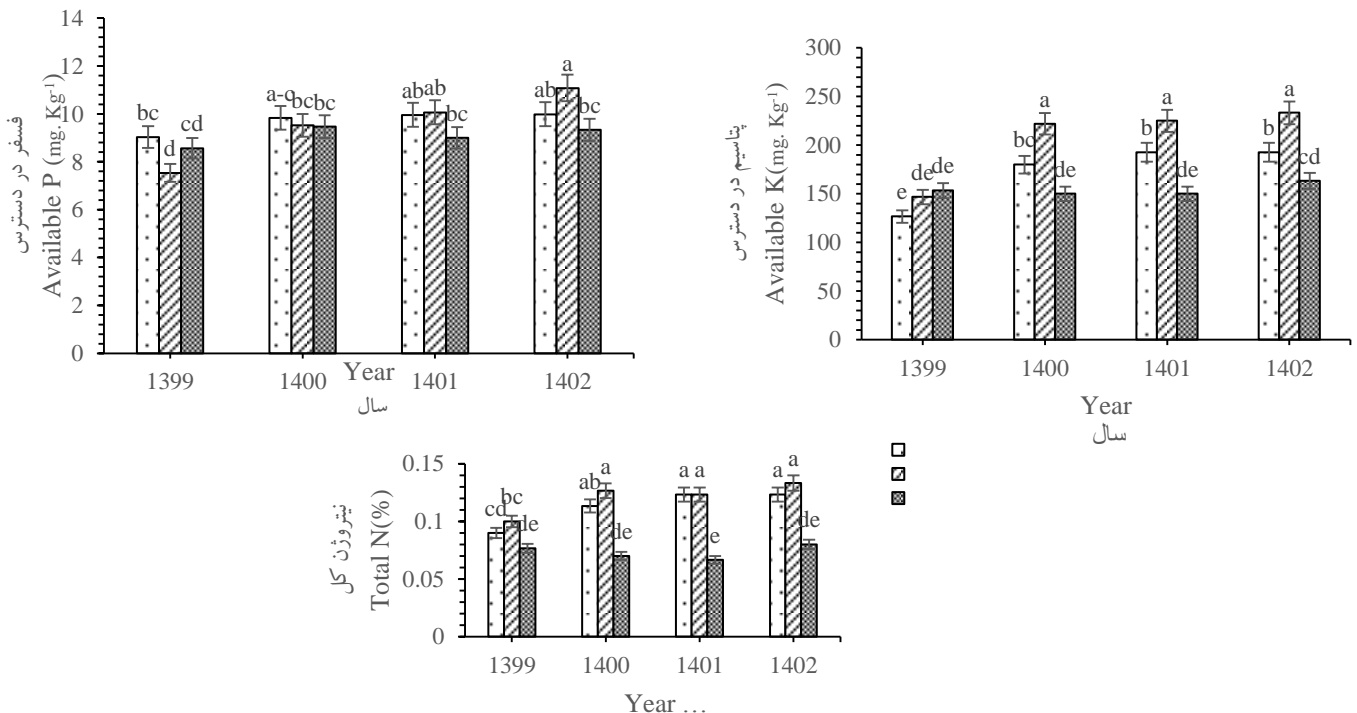 فسفر در دسترس
Available P (mg. Kg-1)
14
12
10
8
6
4
2
0
bc
d
cd
a-c
bc
bc
ab
ab
bc
ab
a
bc
1399
1400
1401
1402
Year
سال
پتاسیم در دسترس
Available K(mg. Kg-1)
300
250
200
150
100
50
0
e
de
de
bc
a
de
b
a
de
b
a
cd
1399
1400
1401
1402
Year
سال
نیتروژن کل
Total N(%)
0.15
0.1
0.05
0
cd
bc
de
ab
a
de
a
a
e
a
a
de
1399
1400
1401
1402
Year …